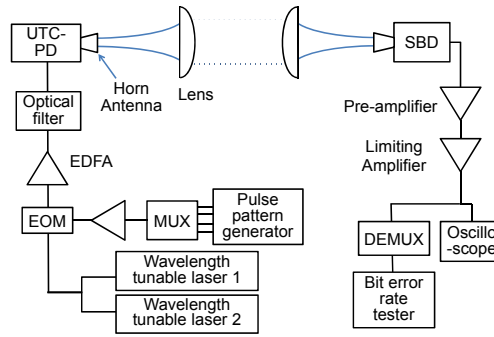 UTC-
PD
SBD
Horn
Antenna
Lens
Optical
filter
Pre-amplifier
EDFA
Limiting
Amplifier
EOM
MUX
Pulse
pattern
generator
DEMUX
Oscillo
-scope
Wavelength
tunable laser 1
Wavelength
tunable laser 2
Bit error
rate
tester